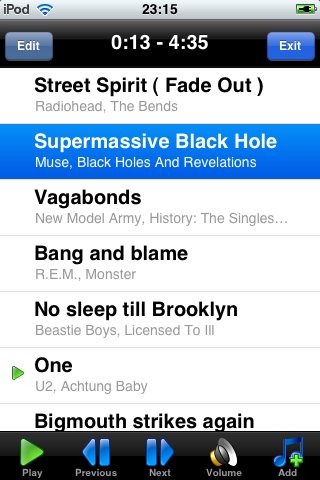 iPod 23:15
Edit 0:13 - 4:35 Exit
Street Spirit ( Fade Out )
Radiohead, The Bends
Supermassive Black Hole
Muse, Black Holes And Revelations
Vagabonds
New Model Army, History: The Singles...
Bang and blame
R.E.M., Monster
No sleep till Brooklyn
Beastie Boys, Licensed To Ill
One
U2, Achtung Baby
Bigmouth strikes again
Play Previous Next Volume Add